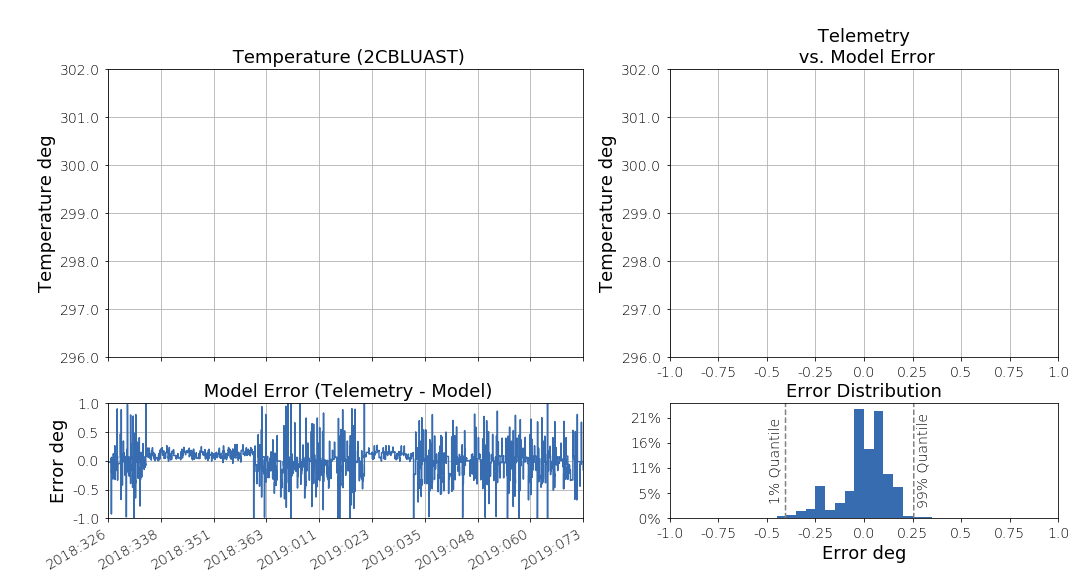 Temperature (2CBLUAST)
Temperature deg
302.0
301.0
300.0
299.0
298.0
297.0
296.0
Telemetry
vs. Model Error
Temperature deg
302.0
301.0
300.0
299.0
298.0
297.0
296.0
-1.0 -0.75 -0.50 -0.25 0.0 0.25 0.50 0.75 1.0
Model Error (Telemetry - Model)
Error deg
1.0
0.5
0.0
-0.5
-1.0
2018:326 2018:338 2018:351 2018:363 2019:011 2019:023 2019:035 2019:048 2019:060 2019:073
Error Distribution
21%
16%
11%
5%
0%
1% Quantile
99% Quantile
-1.0 -0.75 -0.50 -0.25 0.0 0.25 0.50 0.75 1.0
Error deg